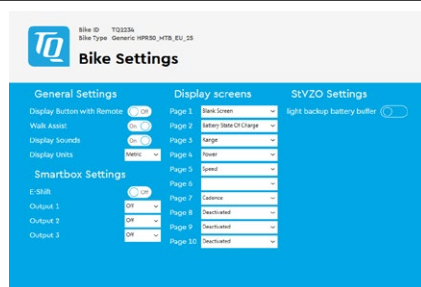 TQ
Bike ID TQ1234
Bike Type Generic HPR50_MTB_EU_25
Bike Settings
General Settings
Display Button with Remote Off
Walk Assist On
Display Sounds On
Display Units Metric
Smartbox Settings
E-Shift Off
Output 1 Off
Output 2 Off
Output 3 Off
Display screens
Page 1 Blank Screen
Page 2 Battery State Of Charge
Page 3 Range
Page 4 Power
Page 5 Speed
Page 6
Page 7 Cadence
Page 8 Deactivated
Page 9 Deactivated
Page 10 Deactivated
StVZO Settings
light backup battery buffer